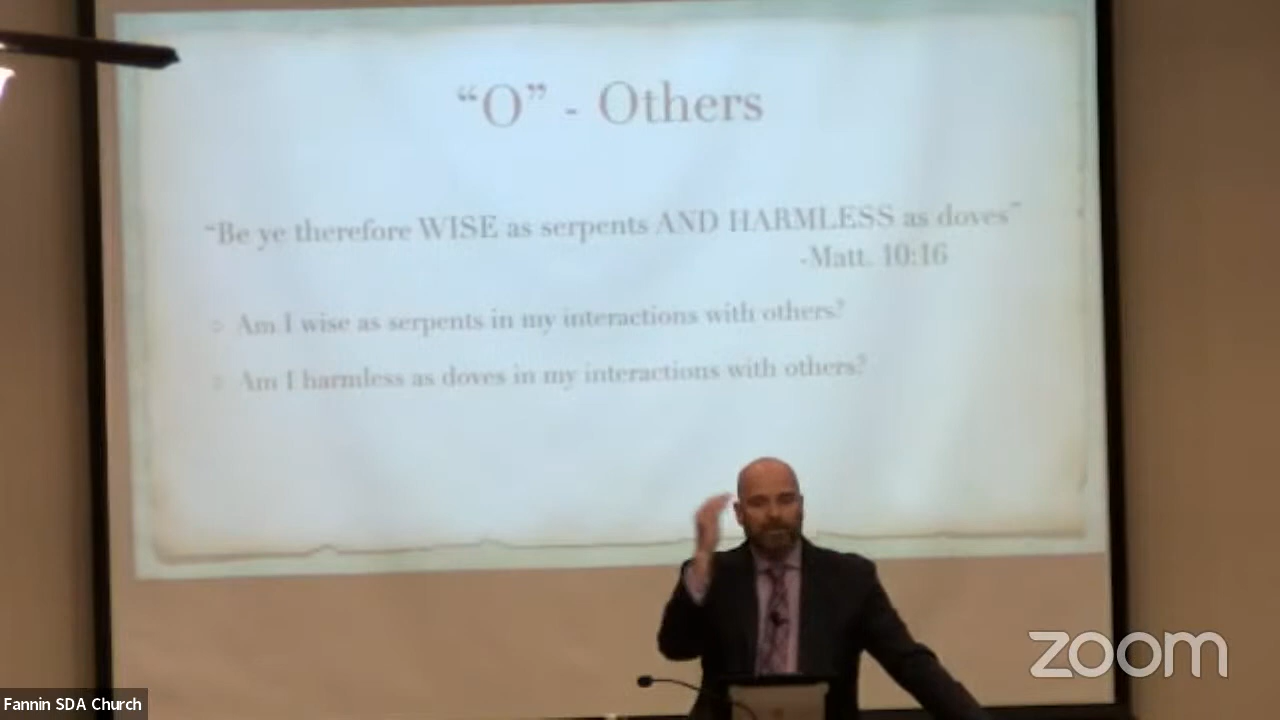 “O” - Others
“Be ye therefore WISE as serpents AND HARMLESS as doves”
-Matt. 10:16
Am I wise as serpents in my interactions with others?
Am I harmless as doves in my interactions with others?
zoom
Fannin SDA Church